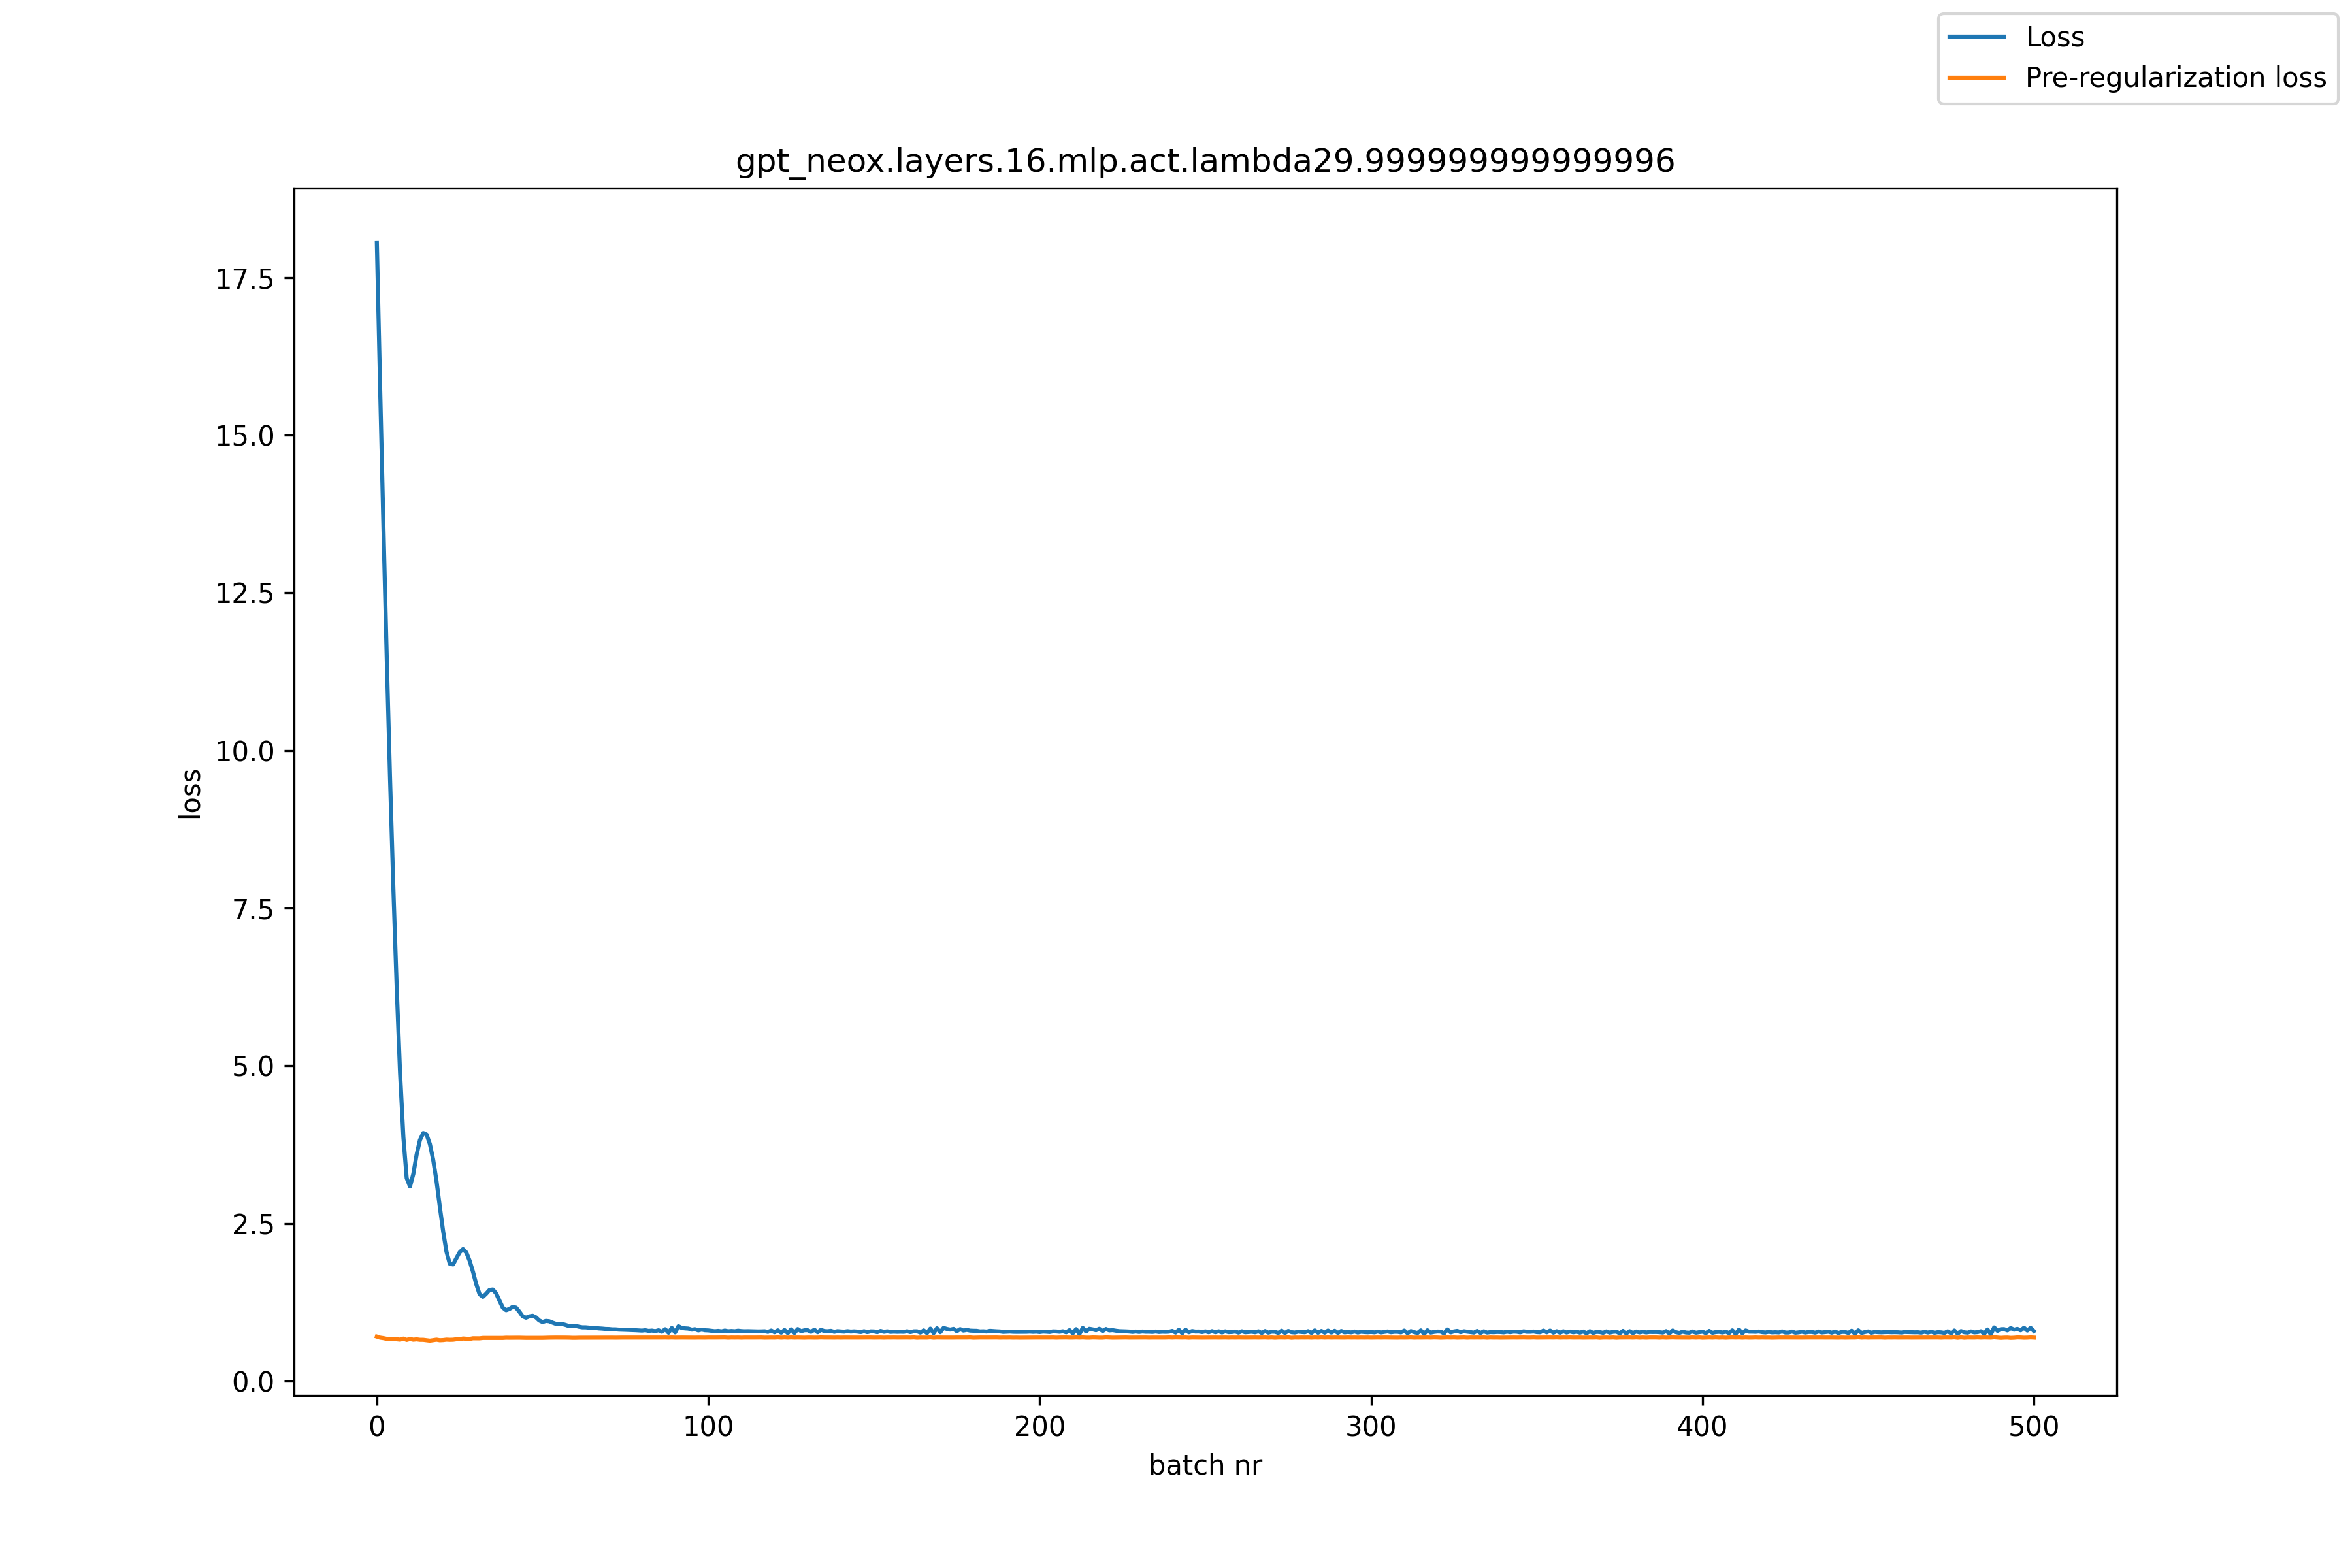 Loss
Pre-regularization loss
gpt_neox.layers.16.mlp.act.lambda29.999999999999996
17.5
15.0
12.5
10.0
7.5
5.0
2.5
0.0
loss
0 100 200 300 400 500
batch nr